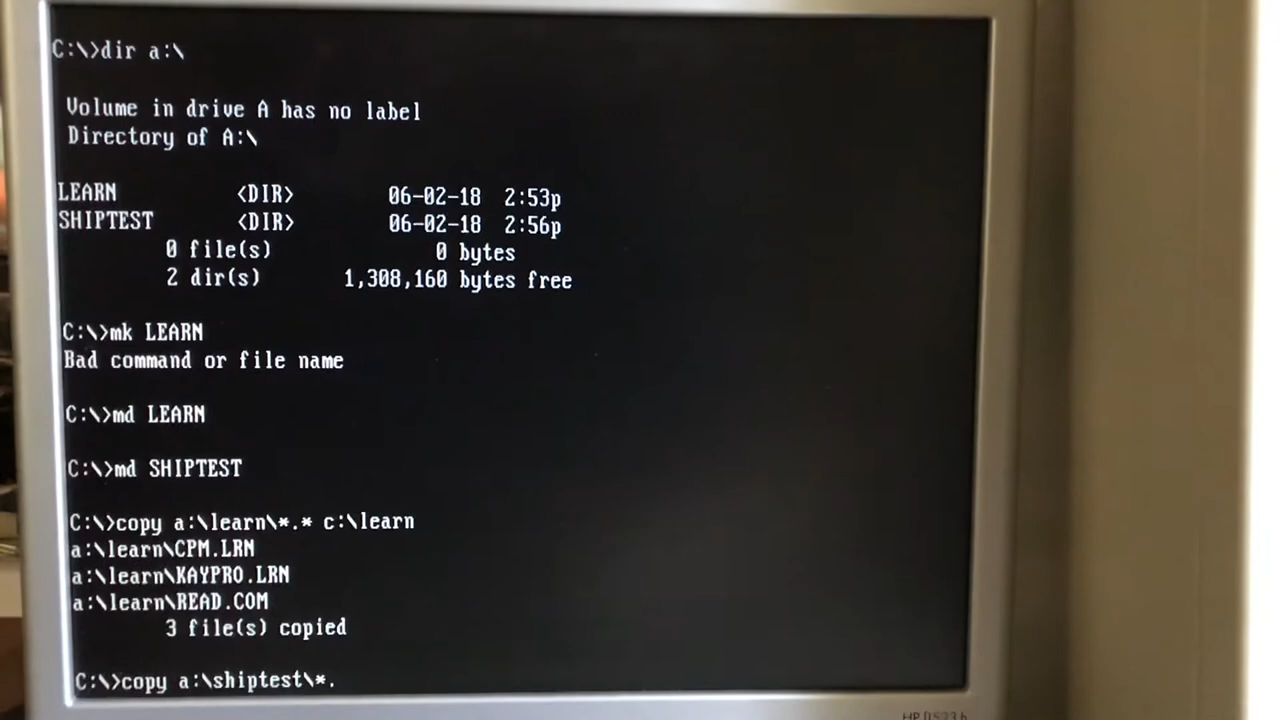 C:\>dir a:\
Volume in drive A has no label
Directory of A:\
LEARN <DIR> 06-02-18 2:53p
SHIPTEST <DIR> 06-02-18 2:56p
0 file(s) 0 bytes
2 dir(s) 1,308,160 bytes free
C:\>mk LEARN
Bad command or file name
C:\>md LEARN
C:\>md SHIPTEST
C:\>copy a:\learn\*.* c:\learn
a:\learn\CPM.LRN
a:\learn\KAYPRO.LRN
a:\learn\READ.COM
3 file(s) copied
C:\>copy a:\shiptest\*.
HP